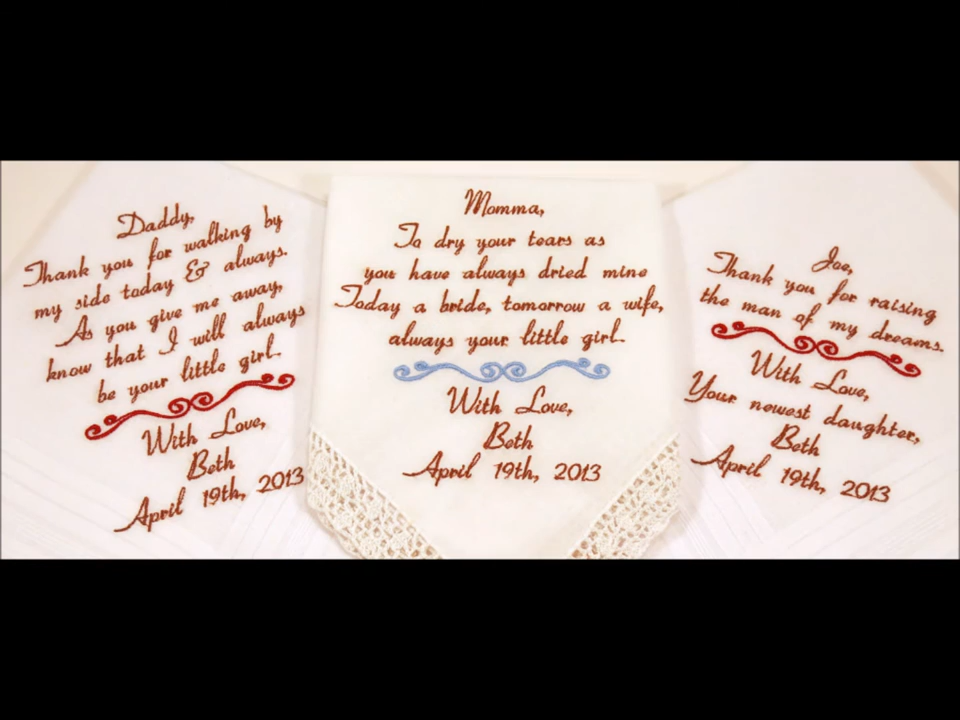 Daddy,
Thank you for walking by
my side today & always.
As you give me away,
know that I will always
be your little girl.
With Love,
Beth
April 19th, 2013
Momma,
To dry your tears as
you have always dried mine
Today a bride, tomorrow a wife,
always your little girl.
With Love,
Beth
April 19th, 2013
Joe,
Thank you for raising
the man of my dreams.
With Love,
Your newest daughter,
Beth
April 19th, 2013